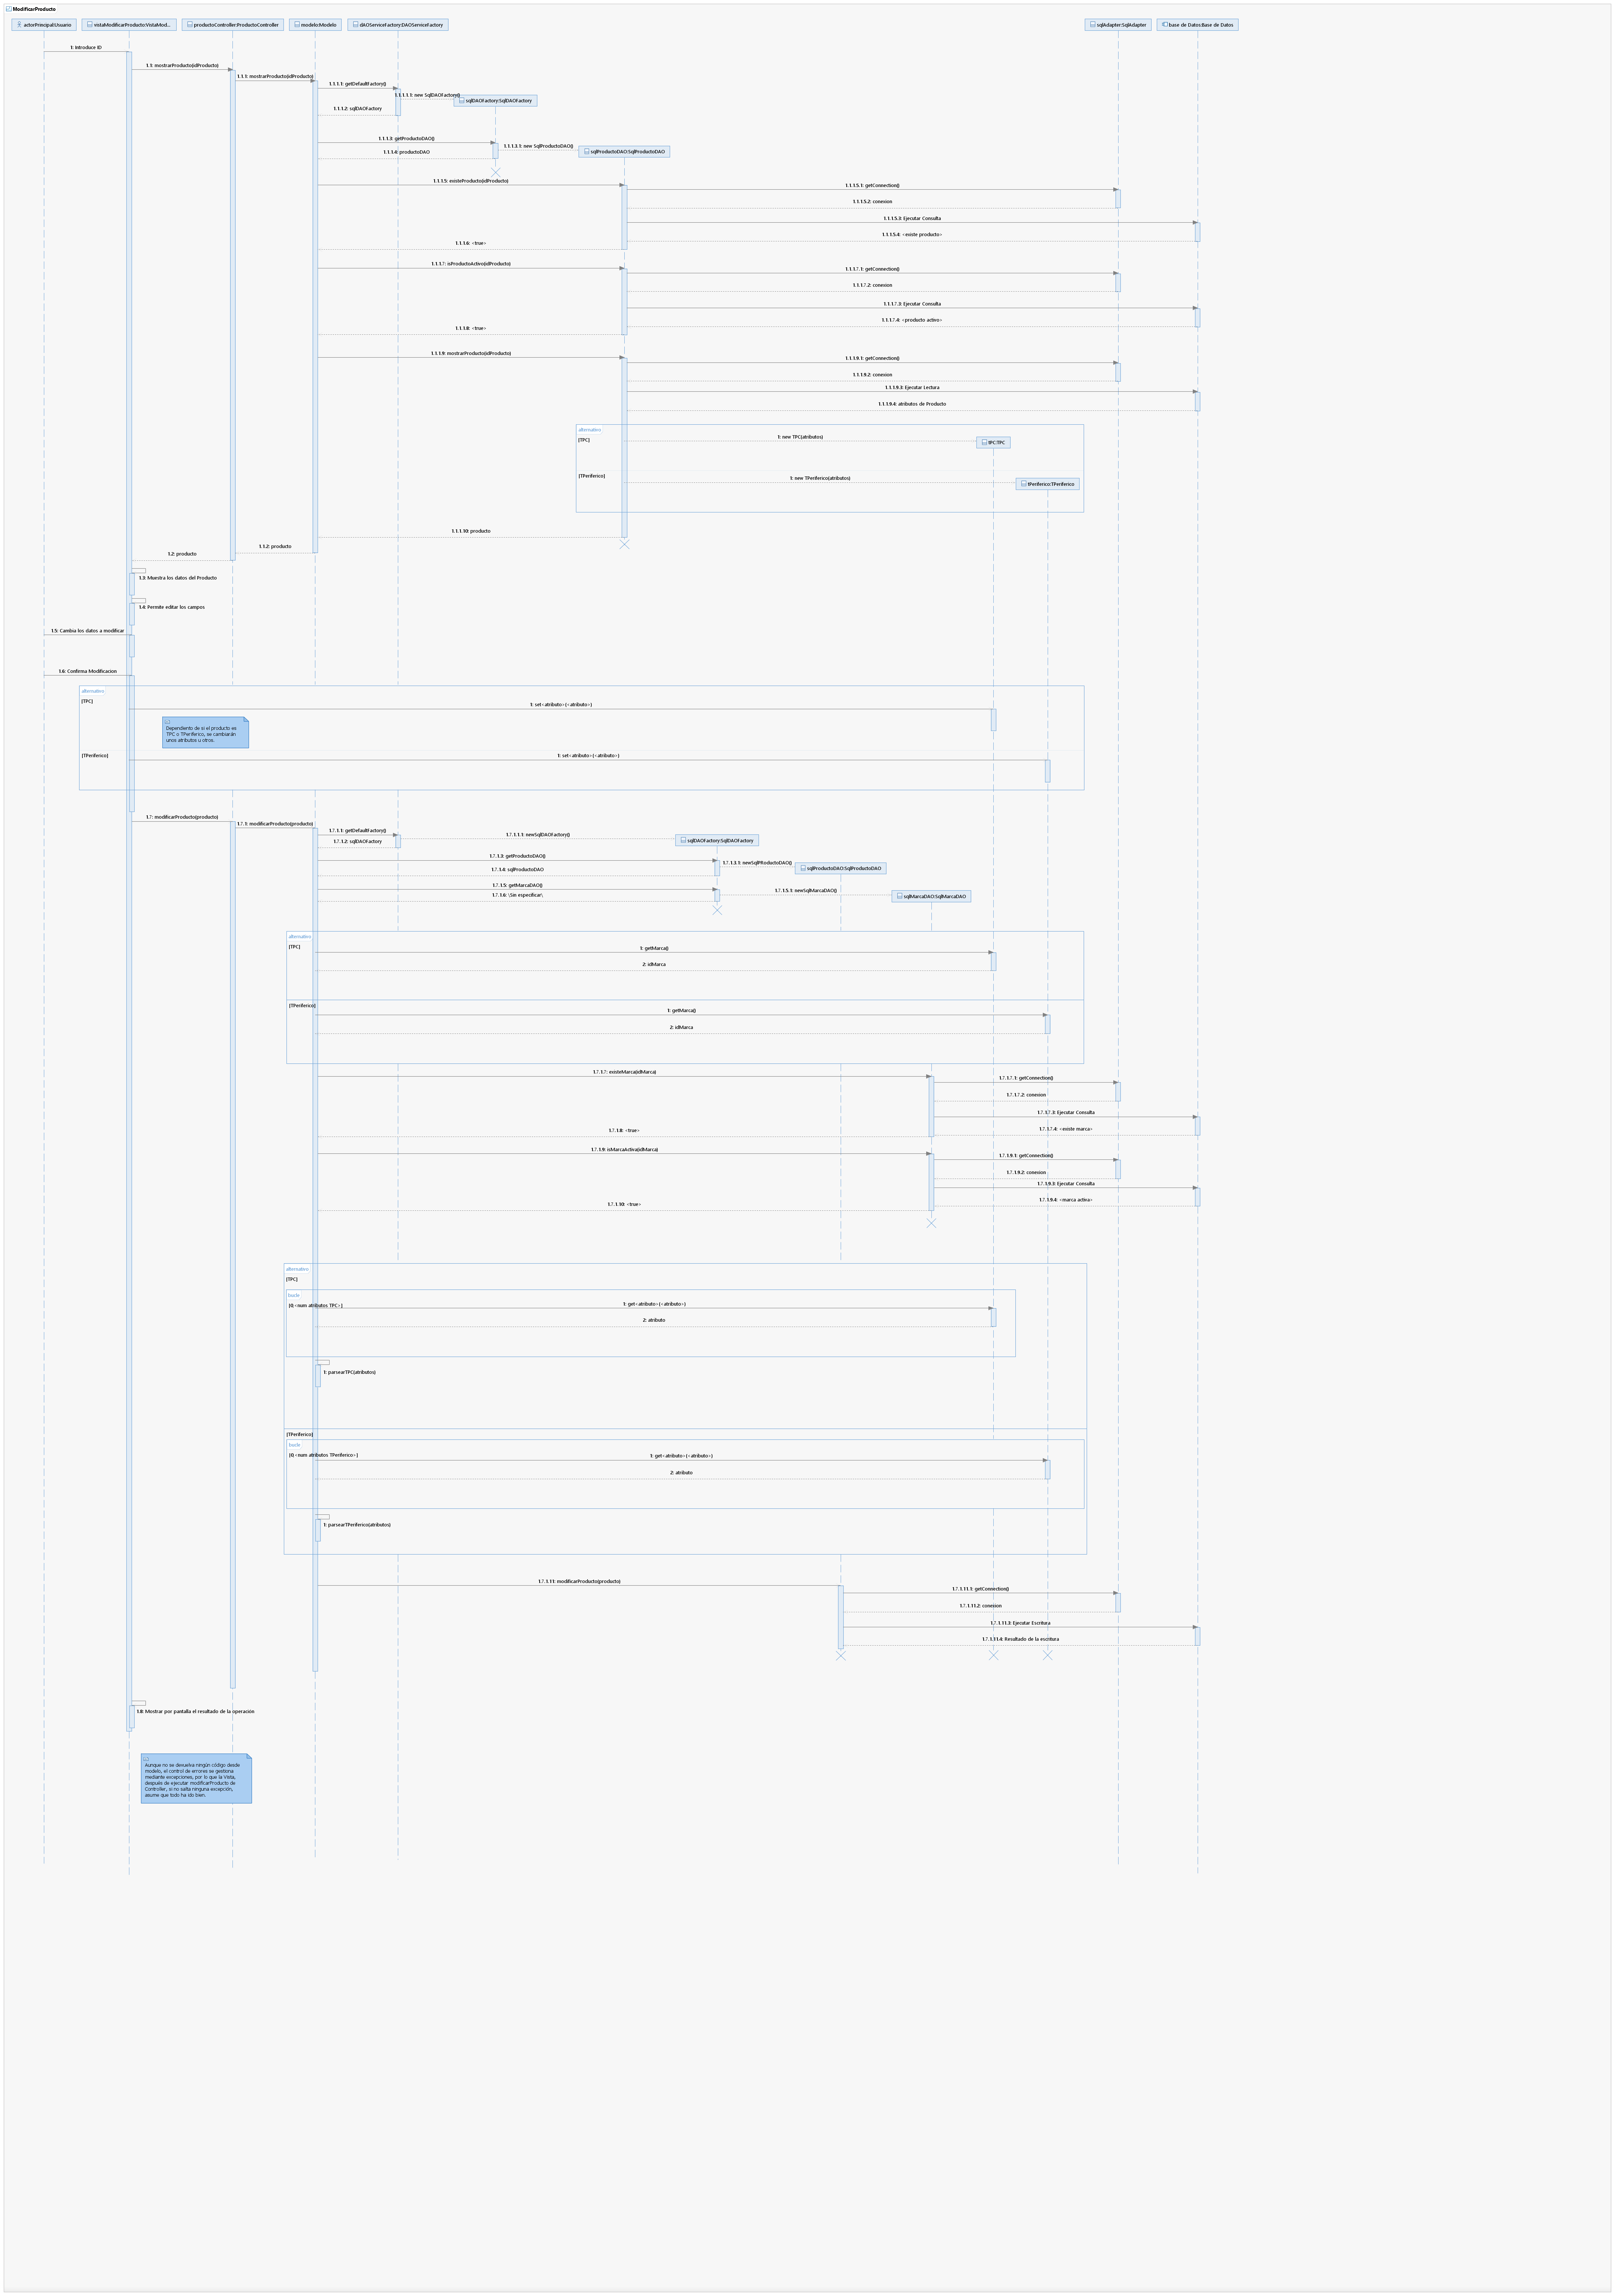 ModificarProducto
actorPrincipal:Usuario
vistaModificarProducto:VistaMod...
productoController:ProductoController
modelo:Modelo
dAOServiceFactory:DAOServiceFactory
sqlAdapter:SqlAdapter
base de Datos:Base de Datos
1: Introduce ID
1.1: mostrarProducto(idProducto)
1.1.1: mostrarProducto(idProducto)
1.1.1.1: getDefaultFactory()
1.1.1.1.1: new SqlDAOFactory()
sqlDAOFactory:SqlDAOFactory
1.1.1.2: sqlDAOFactory
1.1.1.3: getProductoDAO()
1.1.1.3.1: new SqlProductoDAO()
sqlProductoDAO:SqlProductoDAO
1.1.1.4: productoDAO
1.1.1.5: existeProducto(idProducto)
1.1.1.5.1: getConnection()
1.1.1.5.2: conexion
1.1.1.5.3: Ejecutar Consulta
1.1.1.5.4: <existe producto>
1.1.1.6: <true>
1.1.1.7: isProductoActivo(idProducto)
1.1.1.7.1: getConnection()
1.1.1.7.2: conexion
1.1.1.7.3: Ejecutar Consulta
1.1.1.7.4: <producto activo>
1.1.1.8: <true>
1.1.1.9: mostrarProducto(idProducto)
1.1.1.9.1: getConnection()
1.1.1.9.2: conexion
1.1.1.9.3: Ejecutar Lectura
1.1.1.9.4: atributos de Producto
alternativo
[TPC]
1: new TPC(atributos)
tPC:TPC
[TPeriferico]
1: new TPeriferico(atributos)
tPeriferico:TPeriferico
1.1.1.10: producto
1.1.2: producto
1.2: producto
1.3: Muestra los datos del Producto
1.4: Permite editar los campos
1.5: Cambia los datos a modificar
1.6: Confirma Modificacion
alternativo
[TPC]
1: set<atributo>(<atributo>)
Dependiento de si el producto es
TPC o TPeriferico, se cambiarán
unos atributos u otros.
[TPeriferico]
1: set<atributo>(<atributo>)
1.7: modificarProducto(producto)
1.7.1: modificarProducto(producto)
1.7.1.1: getDefaultFactory()
1.7.1.1.1: newSqlDAOFactory()
sqlDAOFactory:SqlDAOFactory
1.7.1.2: sqlDAOFactory
1.7.1.3: getProductoDAO()
1.7.1.3.1: newSqlPRoductoDAO()
sqlProductoDAO:SqlProductoDAO
1.7.1.4: sqlProductoDAO
1.7.1.5: getMarcaDAO()
1.7.1.5.1: newSqlMarcaDAO()
sqlMarcaDAO:SqlMarcaDAO
1.7.1.6: \Sin especificar\
alternativo
[TPC]
1: getMarca()
2: idMarca
[TPeriferico]
1: getMarca()
2: idMarca
1.7.1.7: existeMarca(idMarca)
1.7.1.7.1: getConnection()
1.7.1.7.2: conexion
1.7.1.7.3: Ejecutar Consulta
1.7.1.7.4: <existe marca>
1.7.1.8: <true>
1.7.1.9: isMarcaActiva(idMarca)
1.7.1.9.1: getConnection()
1.7.1.9.2: conexion
1.7.1.9.3: Ejecutar Consulta
1.7.1.9.4: <marca activa>
1.7.1.10: <true>
alternativo
[TPC]
bucle
[0,<num atributos TPC>]
1: get<atributo>(<atributo>)
2: atributo
1: parsearTPC(atributos)
[TPeriferico]
bucle
<num atributos TPeriferico>]
1: get<atributo>(<atributo>)
2: atributo
1: parsearTPeriferico(atributos)
1.7.1.11: modificarProducto(producto)
1.7.1.11.1: getConnection()
1.7.1.11.2: conexion
1.7.1.11.3: Ejecutar Escritura
1.7.1.11.4: Resultado de la escritura
1.8: Mostrar por pantalla el resultado de la operación
Aunque no se devuelva ningún código desde
modelo, el control de errores se gestiona
mediante excepciones, por lo que la Vista,
después de ejecutar modificarProducto de
Controller, si no salta ninguna excepción,
asume que todo ha ido bien.